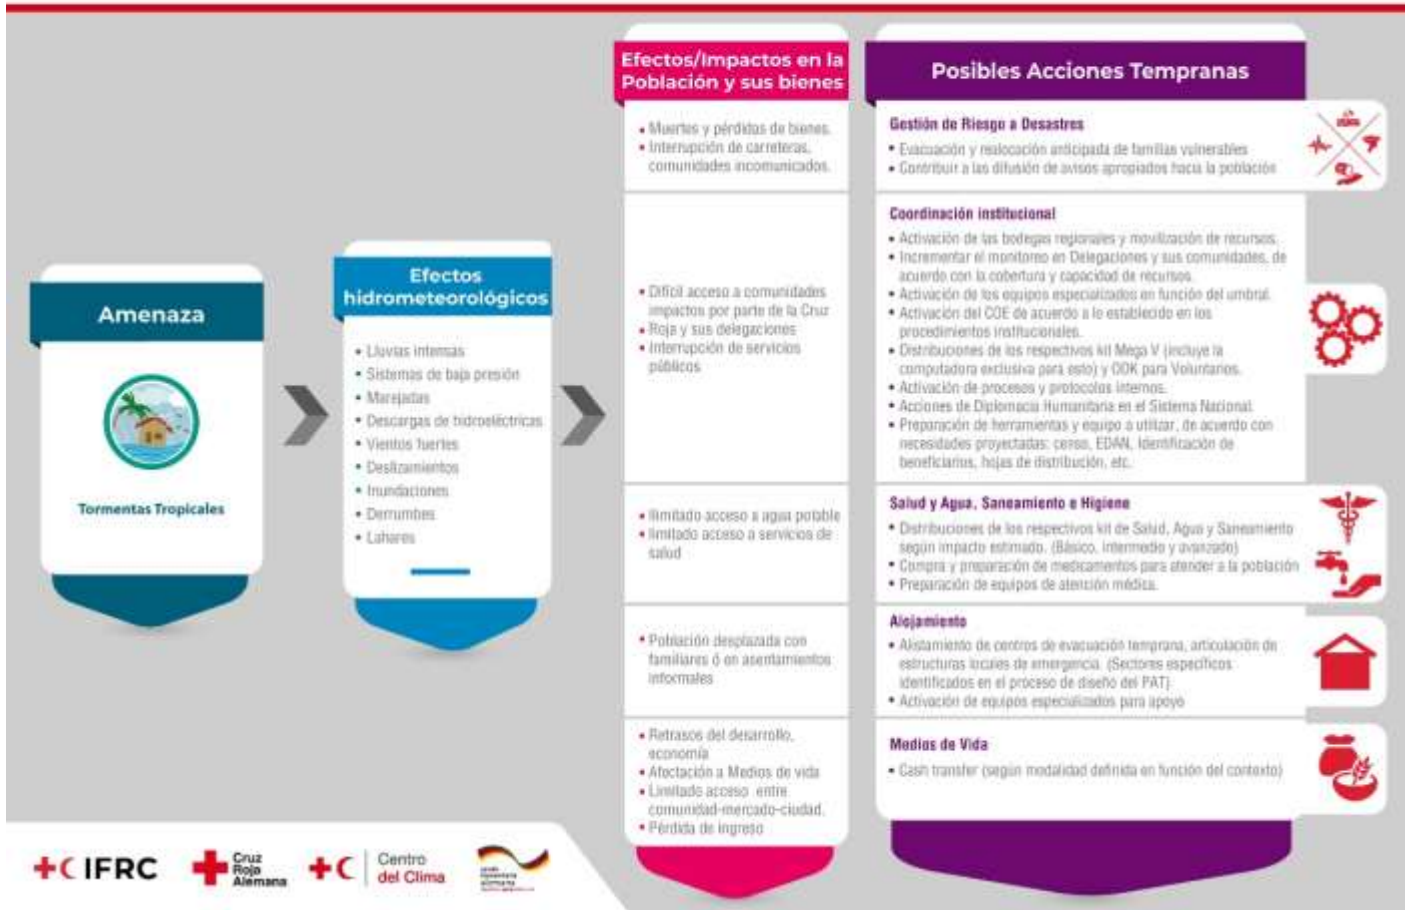 Amenaza
Tormentas Tropicales
Efectos
hidrometeorológicos
• Lluvias intensas
• Sistemas de baja presión
• Marejadas
• Descargas de hidroeléctricas
• Vientos fuertes
• Deslizamientos
• Inundaciones
• Derrumbes
• Lahares
Efectos/Impactos en la
Población y sus bienes
• Muertes y pérdidas de bienes.
• Interrupción de carreteras,
comunidades incomunicados.
• Difícil acceso a comunidades
impactos por parte de la Cruz
• Roja y sus delegaciones
• Interrupción de servicios
públicos
• Ilimitado acceso a agua potable
• limitado acceso a servicios de
salud
• Población desplazada con
familiares ó en asentamientos
informales
• Retrasos del desarrollo,
economía
• Afectación a Medios de vida
• Limitado acceso entre
comunidad-mercado-ciudad.
• Pérdida de ingreso
Posibles Acciones Tempranas
Gestión de Riesgo a Desastres
• Evacuación y realocación anticipada de familias vulnerables
• Contribuir a las difusión de avisos apropiados hacia la población
Coordinación institucional
• Activación de las bodegas regionales y movilización de recursos.
• Incrementar el monitoreo en Delegaciones y sus comunidades, de
acuerdo con la cobertura y capacidad de recursos.
• Activación de los equipos especializados en función del umbral.
• Activación del COE de acuerdo a lo establecido en los
procedimientos institucionales.
• Distribuciones de los respectivos kit Mega V (incluye la
computadora exclusiva para esto) y ODK para Voluntarios.
• Activación de procesos y protocolos internos.
• Acciones de Diplomacia Humanitaria en el Sistema Nacional.
• Preparación de herramientas y equipo a utilizar, de acuerdo con
necesidades proyectadas: censo, EDAN, Identificación de
beneficiarios, hojas de distribución, etc.
Salud y Agua, Saneamiento e Higiene
• Distribuciones de los respectivos kit de Salud, Agua y Saneamiento
según impacto estimado. (Básico, intermedio y avanzado)
• Compra y preparación de medicamentos para atender a la población
• Preparación de equipos de atención médica.
Alojamiento
• Alistamiento de centros de evacuación temprana, articulación de
estructuras locales de emergencia. (Sectores específicos
identificados en el proceso de diseño del PAT)
• Activación de equipos especializados para apoyo
Medios de Vida
• Cash transfer (según modalidad definida en función del contexto)
IFRC
Cruz
Roja
Alemana
Centro
del Clima